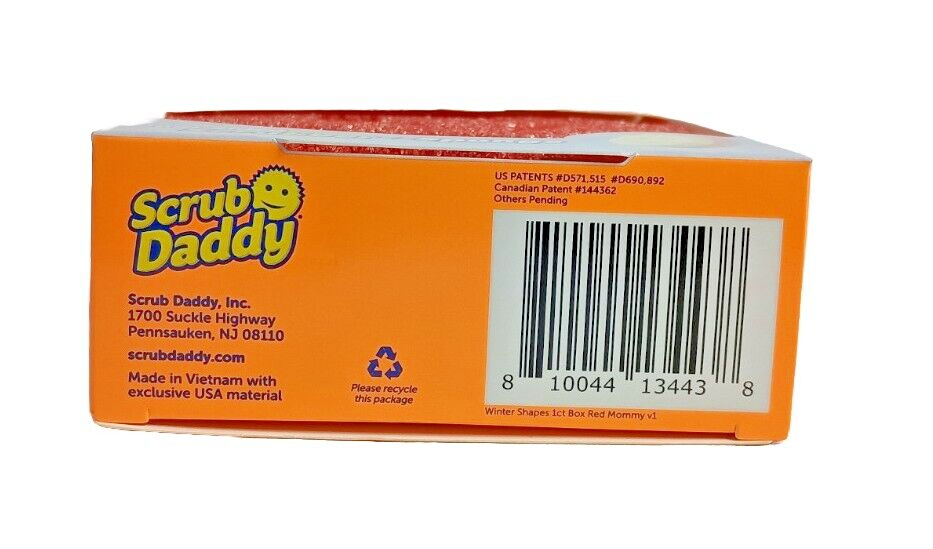 Scrub
Daddy
Scrub Daddy, Inc.
1700 Suckle Highway
Pennsauken, NJ 08110
scrubdaddy.com
Made in Vietnam with
exclusive USA material
Please recycle
this package
US PATENTS #D571,515 #D690,892
Canadian Patent #144362
Others Pending
8 10044 13443 8
Winter Shapes 1ct Box Red Mommy v1